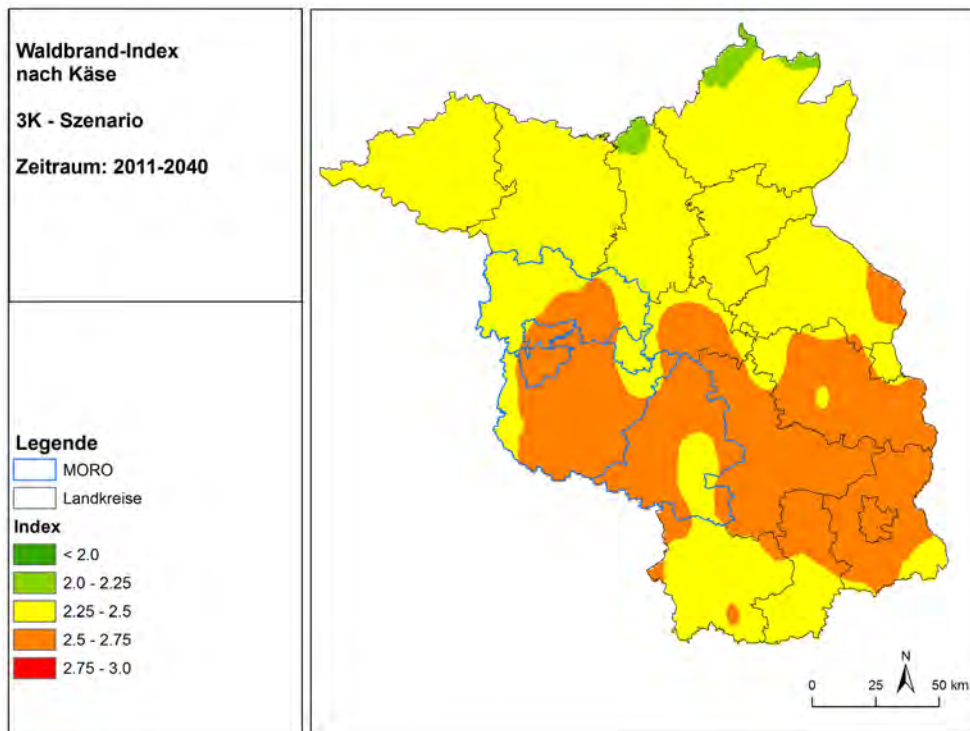 Waldbrand-Index
nach Käse
3K - Szenario
Zeitraum: 2011-2040
Legende
MORO
Landkreise
Index
< 2.0
2.0 - 2.25
2.25 - 2.5
2.5 - 2.75
2.75 - 3.0
N
0 25 50 km